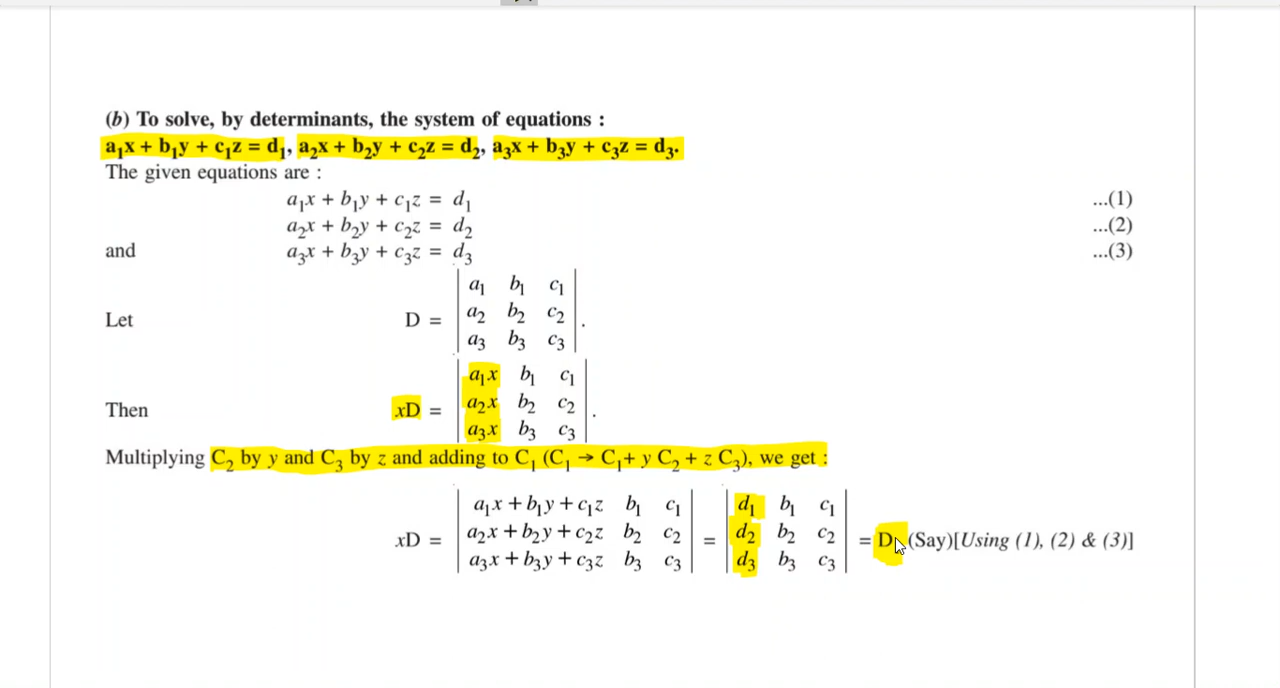 (b) To solve, by determinants, the system of equations :
a₁x + b₁y + c₁z = d₁, a₂x + b₂y + c₂z = d₂, a₃x + b₃y + c₃z = d₃.
The given equations are :
a₁x + b₁y + c₁z = d₁ ...(1)
a₂x + b₂y + c₂z = d₂ ...(2)
and a₃x + b₃y + c₃z = d₃ ...(3)
a₁ b₁ c₁
Let D = | a₂ b₂ c₂ | .
a₃ b₃ c₃
a₁x b₁ c₁
Then xD = | a₂x b₂ c₂ | .
a₃x b₃ c₃
Multiplying C₂ by y and C₃ by z and adding to C₁ (C₁ → C₁+ y C₂ + z C₃), we get :
a₁x + b₁y + c₁z b₁ c₁ | d₁ b₁ c₁
xD = | a₂x + b₂y + c₂z b₂ c₂ | = | d₂ b₂ c₂ | = D (Say)[Using (1), (2) & (3)]
a₃x + b₃y + c₃z b₃ c₃ | d₃ b₃ c₃